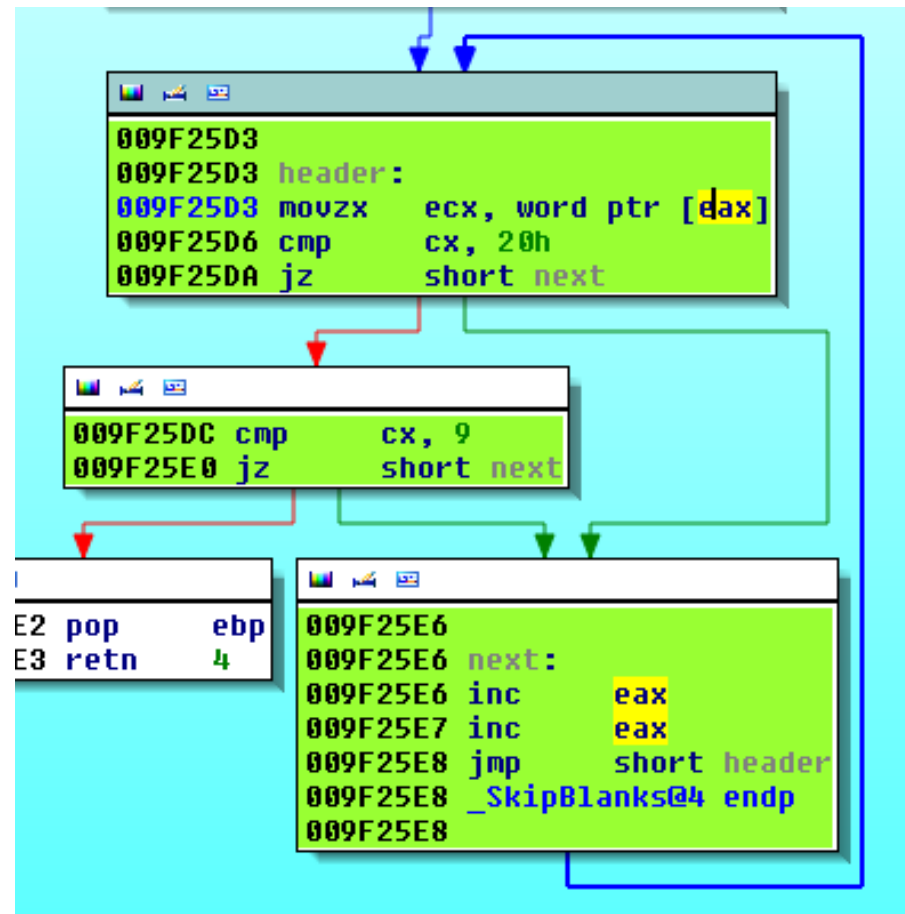 009F25D3
009F25D3 header:
009F25D3 movzx ecx, word ptr [eax]
009F25D6 cmp cx, 20h
009F25DA jz short next
009F25DC cmp cx, 9
009F25E0 jz short next
E2 pop ebp
E3 retn 4
009F25E6
009F25E6 next:
009F25E6 inc eax
009F25E7 inc eax
009F25E8 jmp short header
009F25E8 _SkipBlanks@4 endp
009F25E8